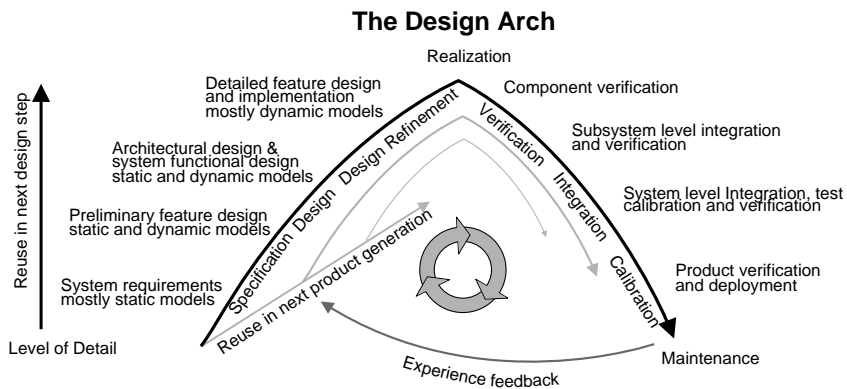 The Design Arch
Realization
Detailed feature design
and implementation
mostly dynamic models
Component verification
Architectural design &
system functional design
static and dynamic models
Subsystem level integration
and verification
Preliminary feature design
static and dynamic models
System level Integration, test
calibration and verification
System requirements
mostly static models
Product verification
and deployment
Reuse in next design step
Level of Detail
Specification
Design
Design Refinement
Verification
Integration
Calibration
Reuse in next product generation
Experience feedback
Maintenance